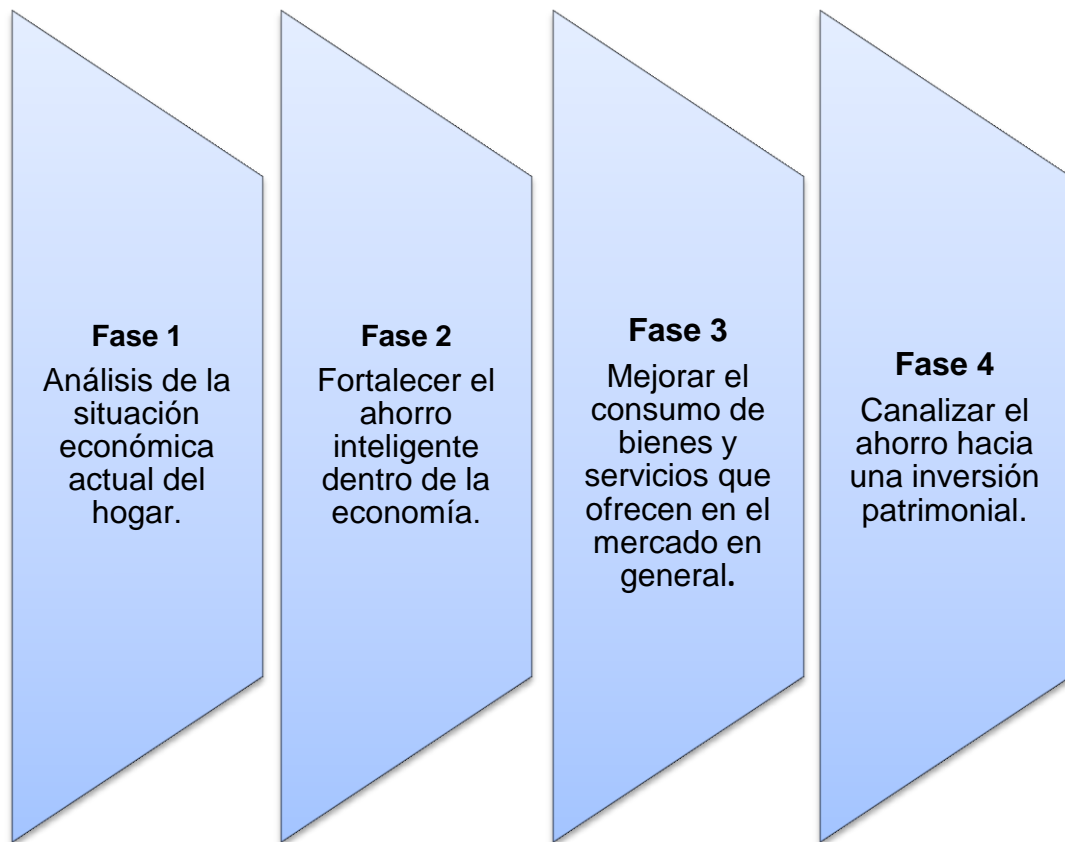 Fase 1
Análisis de la
situación
económica
actual del
hogar.
Fase 2
Fortalecer el
ahorro
inteligente
dentro de la
economía.
Fase 3
Mejorar el
consumo de
bienes y
servicios que
ofrecen en el
mercado en
general.
Fase 4
Canalizar el
ahorro hacia
una inversión
patrimonial.